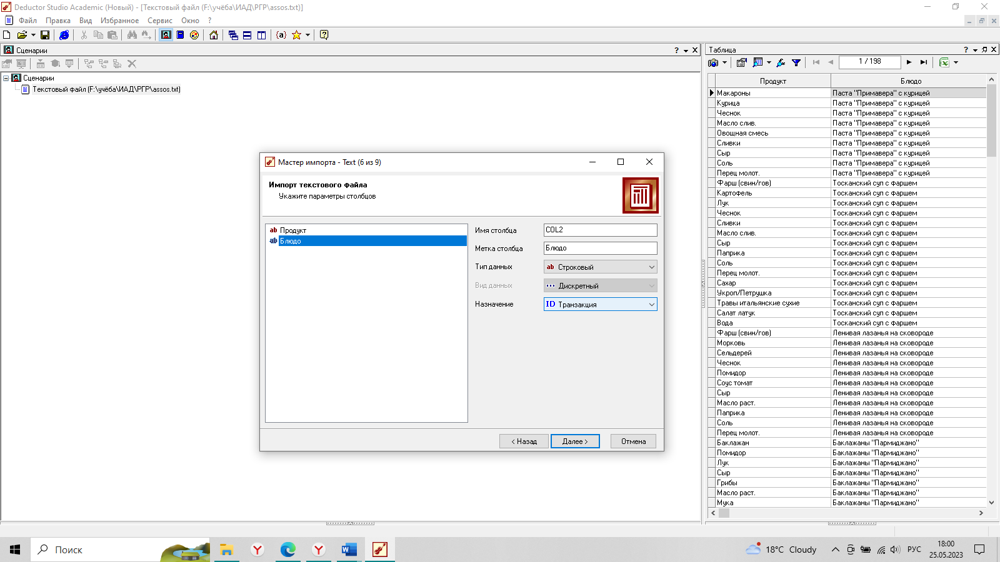 Deductor Studio Academic (Новый) - [Текстовый файл (F:\учёба\ИАД\РГР\assos.txt)]
Файл Правка Вид Избранное Сервис Окно ?
Сценарии
Сценарии
Текстовый файл (F:\учёба\ИАД\РГР\assos.txt)
Мастер импорта - Text (6 из 9)
Импорт текстового файла
Укажите параметры столбцов
ab Продукт
Блюдо
Имя столбца COL2
Метка столбца Блюдо
Тип данных ab Строковый
Вид данных Дискретный
Назначение ID Транзакция
< Назад Далее > Отмена
Таблица
1 / 198
Продукт Блюдо
Макароны Паста "Примавера" с курицей
Курица Паста "Примавера" с курицей
Чеснок Паста "Примавера" с курицей
Масло слив. Паста "Примавера" с курицей
Овощная смесь Паста "Примавера" с курицей
Сливки Паста "Примавера" с курицей
Сыр Паста "Примавера" с курицей
Соль Паста "Примавера" с курицей
Перец молот. Паста "Примавера" с курицей
Фарш (свин/гов) Тосканский суп с фаршем
Картофель Тосканский суп с фаршем
Лук Тосканский суп с фаршем
Чеснок Тосканский суп с фаршем
Сливки Тосканский суп с фаршем
Масло слив. Тосканский суп с фаршем
Сыр Тосканский суп с фаршем
Паприка Тосканский суп с фаршем
Соль Тосканский суп с фаршем
Перец молот. Тосканский суп с фаршем
Сахар Тосканский суп с фаршем
Укроп/Петрушка Тосканский суп с фаршем
Травы итальянские сухие Тосканский суп с фаршем
Салат латук Тосканский суп с фаршем
Вода Тосканский суп с фаршем
Фарш (свин/гов) Ленивая лазанья на сковороде
Морковь Ленивая лазанья на сковороде
Сельдерей Ленивая лазанья на сковороде
Чеснок Ленивая лазанья на сковороде
Помидор Ленивая лазанья на сковороде
Соус томат Ленивая лазанья на сковороде
Сыр Ленивая лазанья на сковороде
Масло раст. Ленивая лазанья на сковороде
Паприка Ленивая лазанья на сковороде
Соль Ленивая лазанья на сковороде
Перец молот. Ленивая лазанья на сковороде
Баклажан Баклажаны "Пармиджано"
Помидор Баклажаны "Пармиджано"
Лук Баклажаны "Пармиджано"
Сыр Баклажаны "Пармиджано"
Грибы Баклажаны "Пармиджано"
Масло раст. Баклажаны "Пармиджано"
Мука Баклажаны "Пармиджано"
Поиск
18°C Cloudy
РУС
18:00
25.05.2023